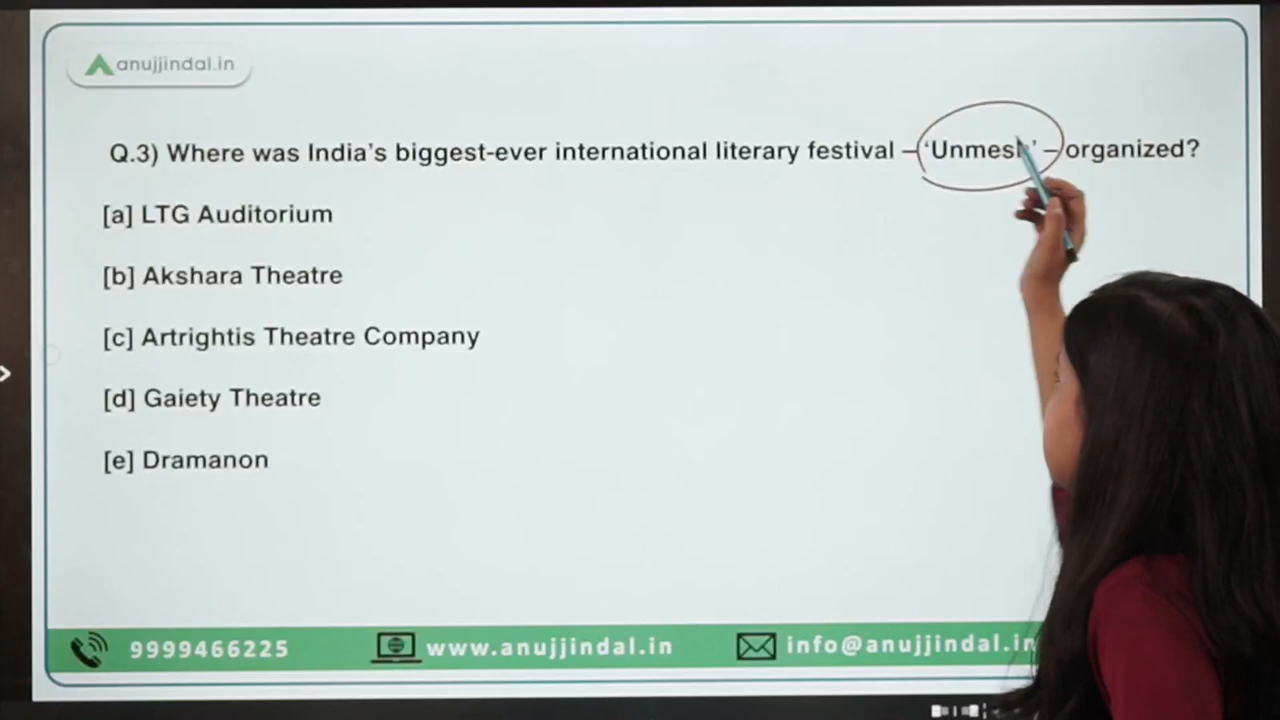 anujjindal.in
Q.3) Where was India's biggest-ever international literary festival – 'Unmesh' – organized?
[a] LTG Auditorium
[b] Akshara Theatre
[c] Artrightis Theatre Company
[d] Gaiety Theatre
[e] Dramanon
9999466225 www.anujjindal.in info@anujjindal.in